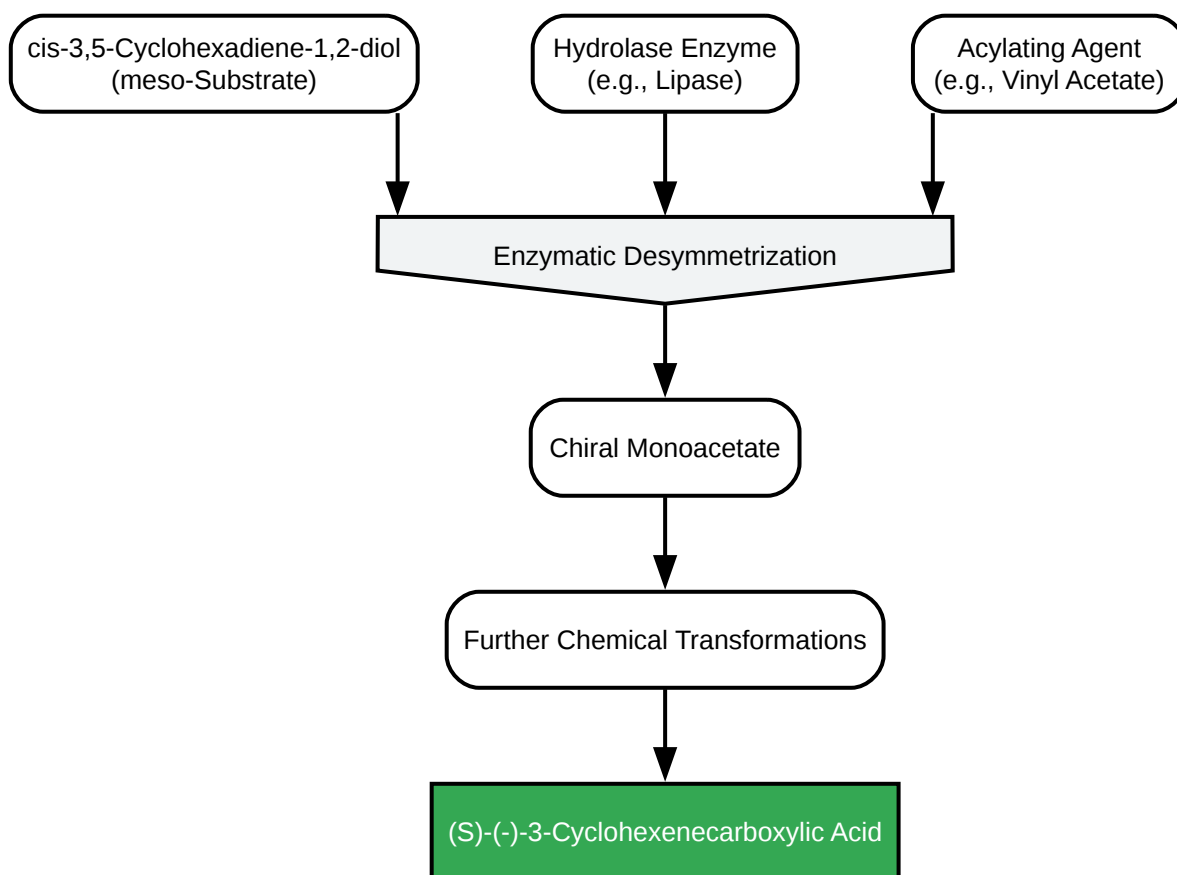 cis-3,5-Cyclohexadiene-1,2-diol
(meso-Substrate)
Hydrolase Enzyme
(e.g., Lipase)
Acylating Agent
(e.g., Vinyl Acetate)
Enzymatic Desymmetrization
Chiral Monoacetate
Further Chemical Transformations
(S)-(-)-3-Cyclohexenecarboxylic Acid